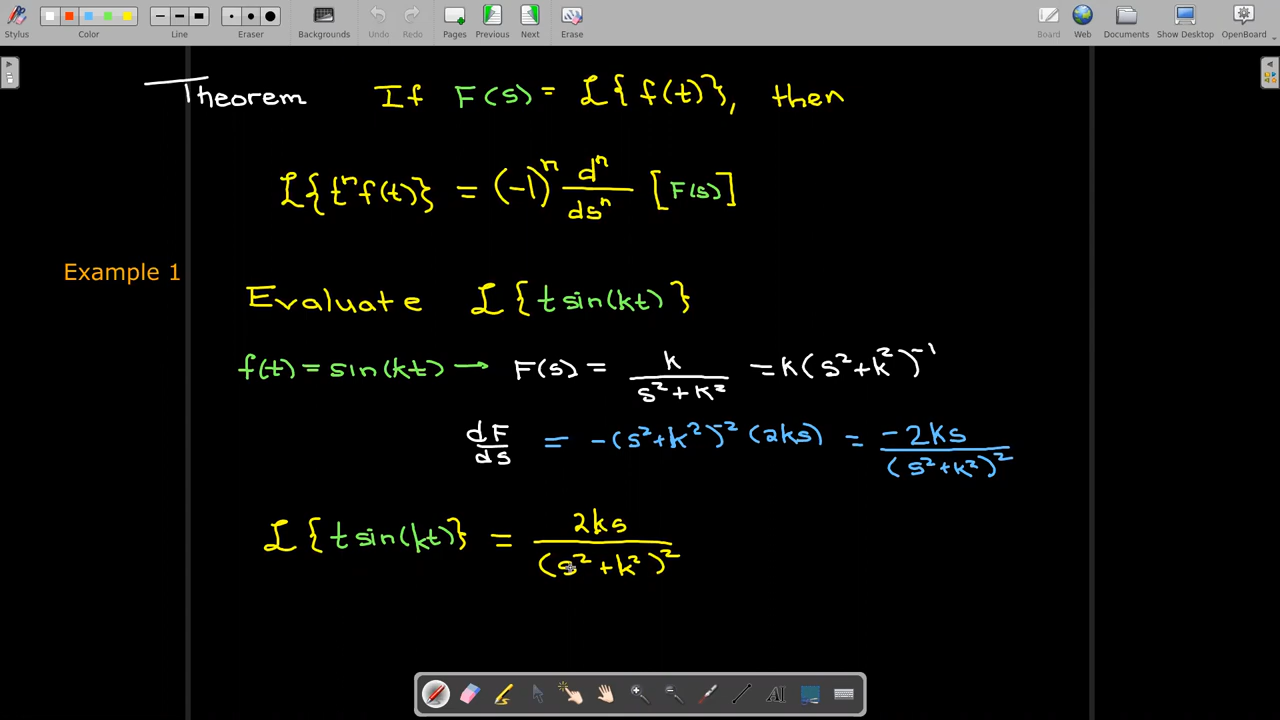 Stylus Color Line Eraser Backgrounds Undo Redo Pages Previous Next Erase Board Web Documents Show Desktop OpenBoard
Theorem If F(s) = ℒ{f(t)}, then
ℒ{tⁿf(t)} = (-1)ⁿ dⁿ/dsⁿ [F(s)]
Example 1
Evaluate ℒ{tsin(kt)}
f(t) = sin(kt) → F(s) = k/(s²+k²) = k(s²+k²)⁻¹
dF/ds = -(s²+k²)⁻²(2ks) = -2ks/(s²+k²)²
ℒ{tsin(kt)} = 2ks/(s²+k²)²